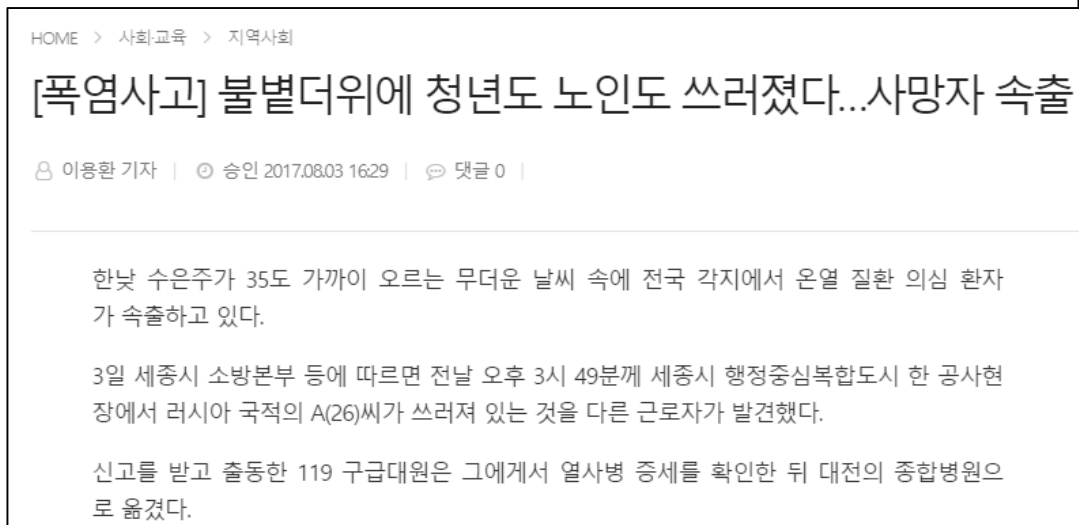 HOME > 사회·교육 > 지역사회
[폭염사고] 불볕더위에 청년도 노인도 쓰러졌다...사망자 속출
이용환 기자 | 승인 2017.08.03 16:29 | 댓글 0 |
한낮 수은주가 35도 가까이 오르는 무더운 날씨 속에 전국 각지에서 온열 질환 의심 환자
가 속출하고 있다.
3일 세종시 소방본부 등에 따르면 전날 오후 3시 49분께 세종시 행정중심복합도시 한 공사현
장에서 러시아 국적의 A(26)씨가 쓰러져 있는 것을 다른 근로자가 발견했다.
신고를 받고 출동한 119 구급대원은 그에게서 열사병 증세를 확인한 뒤 대전의 종합병원으
로 옮겼다.